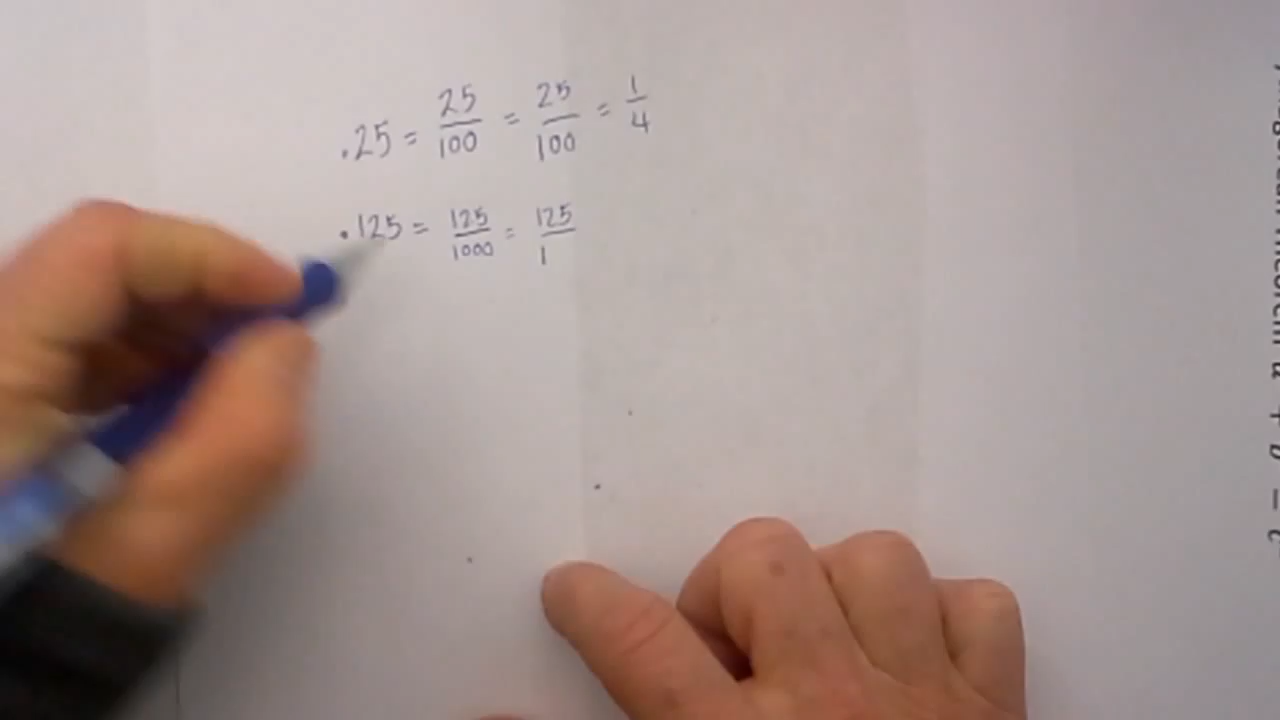 .25 = 25/100 = 25/100 = 1/4
.125 = 125/1000 = 125/1